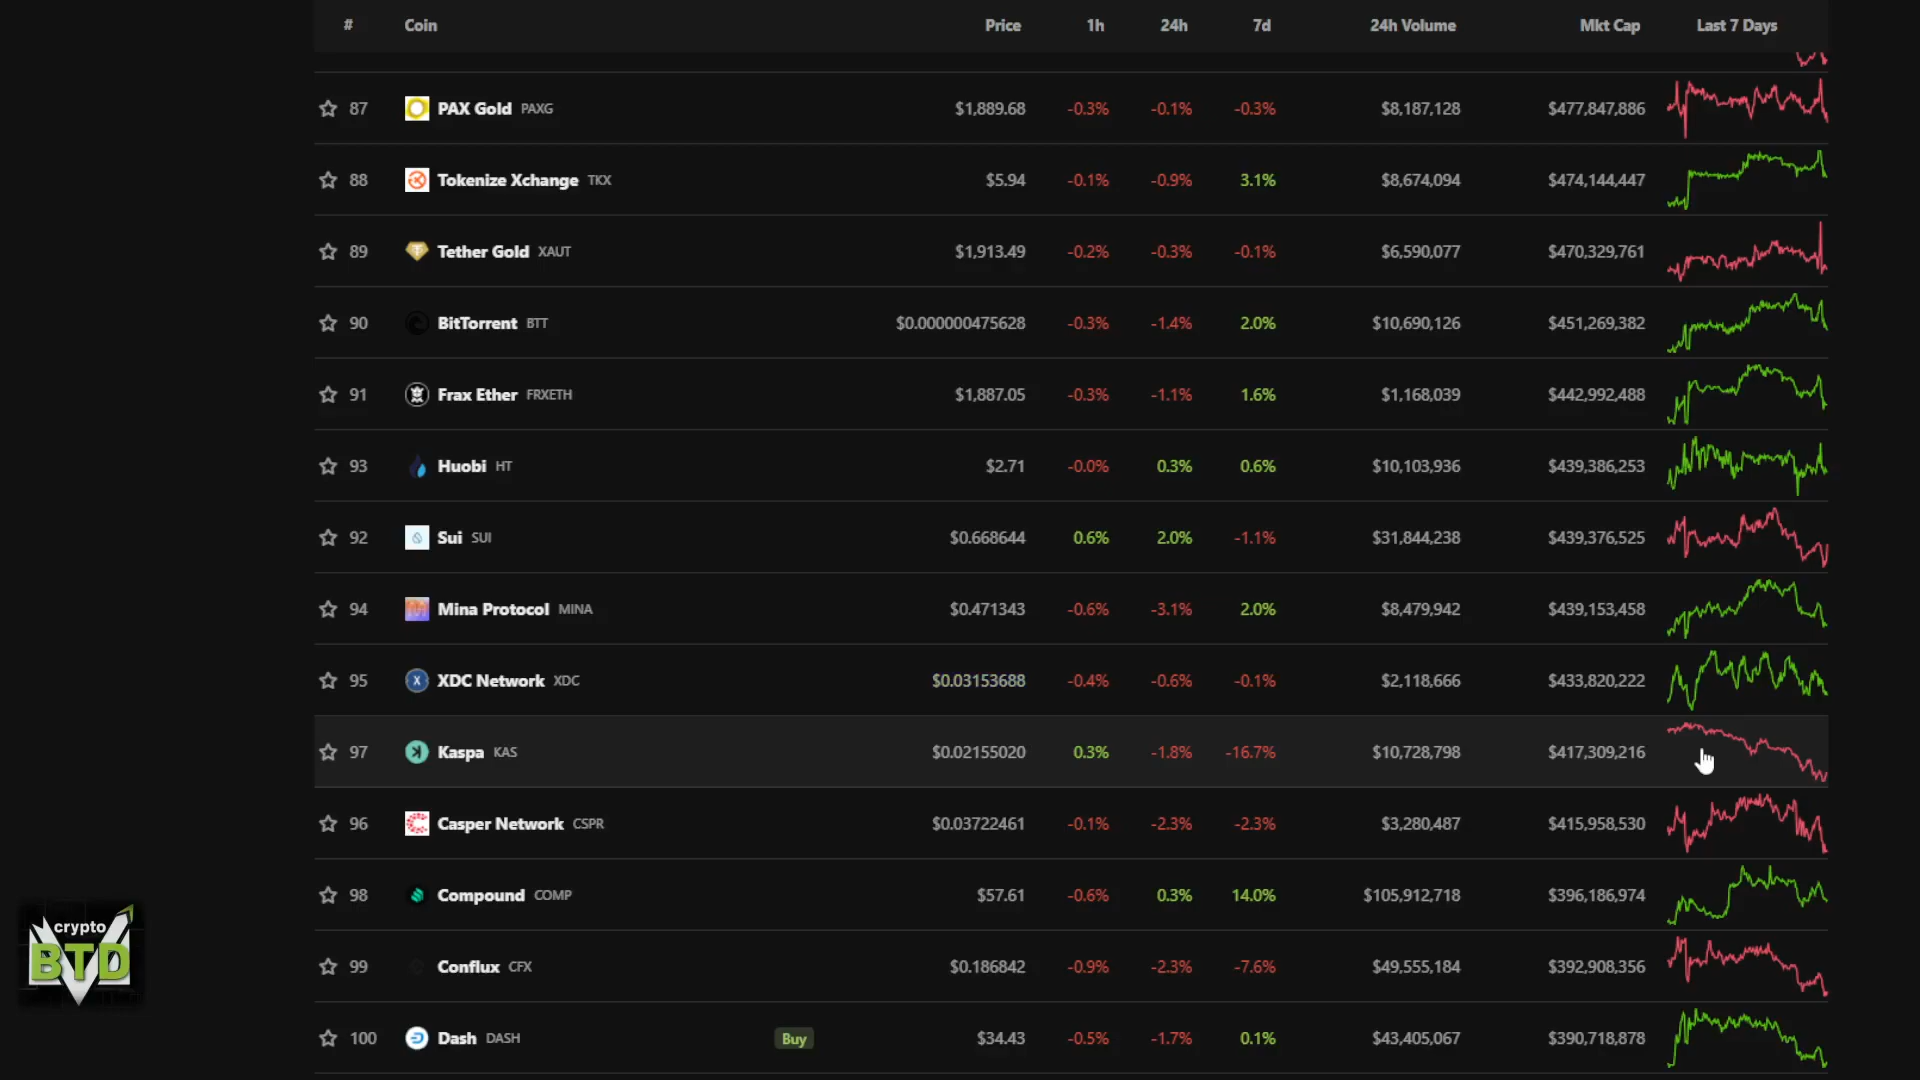 # Coin Price 1h 24h 7d 24h Volume Mkt Cap Last 7 Days
87 PAX Gold PAXG $1,889.68 -0.3% -0.1% -0.3% $8,187,128 $477,847,886
88 Tokenize Xchange TKX $5.94 -0.1% -0.9% 3.1% $8,674,094 $474,144,447
89 Tether Gold XAUT $1,913.49 -0.2% -0.3% -0.1% $6,590,077 $470,329,761
90 BitTorrent BTT $0.000000475628 -0.3% -1.4% 2.0% $10,690,126 $451,269,382
91 Frax Ether FRXETH $1,887.05 -0.3% -1.1% 1.6% $1,168,039 $442,992,488
93 Huobi HT $2.71 -0.0% 0.3% 0.6% $10,103,936 $439,386,253
92 Sui SUI $0.668644 0.6% 2.0% -1.1% $31,844,238 $439,376,525
94 Mina Protocol MINA $0.471343 -0.6% -3.1% 2.0% $8,479,942 $439,153,458
95 XDC Network XDC $0.03153688 -0.4% -0.6% -0.1% $2,118,666 $433,820,222
97 Kaspa KAS $0.02155020 0.3% -1.8% -16.7% $10,728,798 $417,309,216
96 Casper Network CSPR $0.03722461 -0.1% -2.3% -2.3% $3,280,487 $415,958,530
98 Compound COMP $57.61 -0.6% 0.3% 14.0% $105,912,718 $396,186,974
99 Conflux CFX $0.186842 -0.9% -2.3% -7.6% $49,555,184 $392,908,356
100 Dash DASH Buy $34.43 -0.5% -1.7% 0.1% $43,405,067 $390,718,878
crypto
BTD